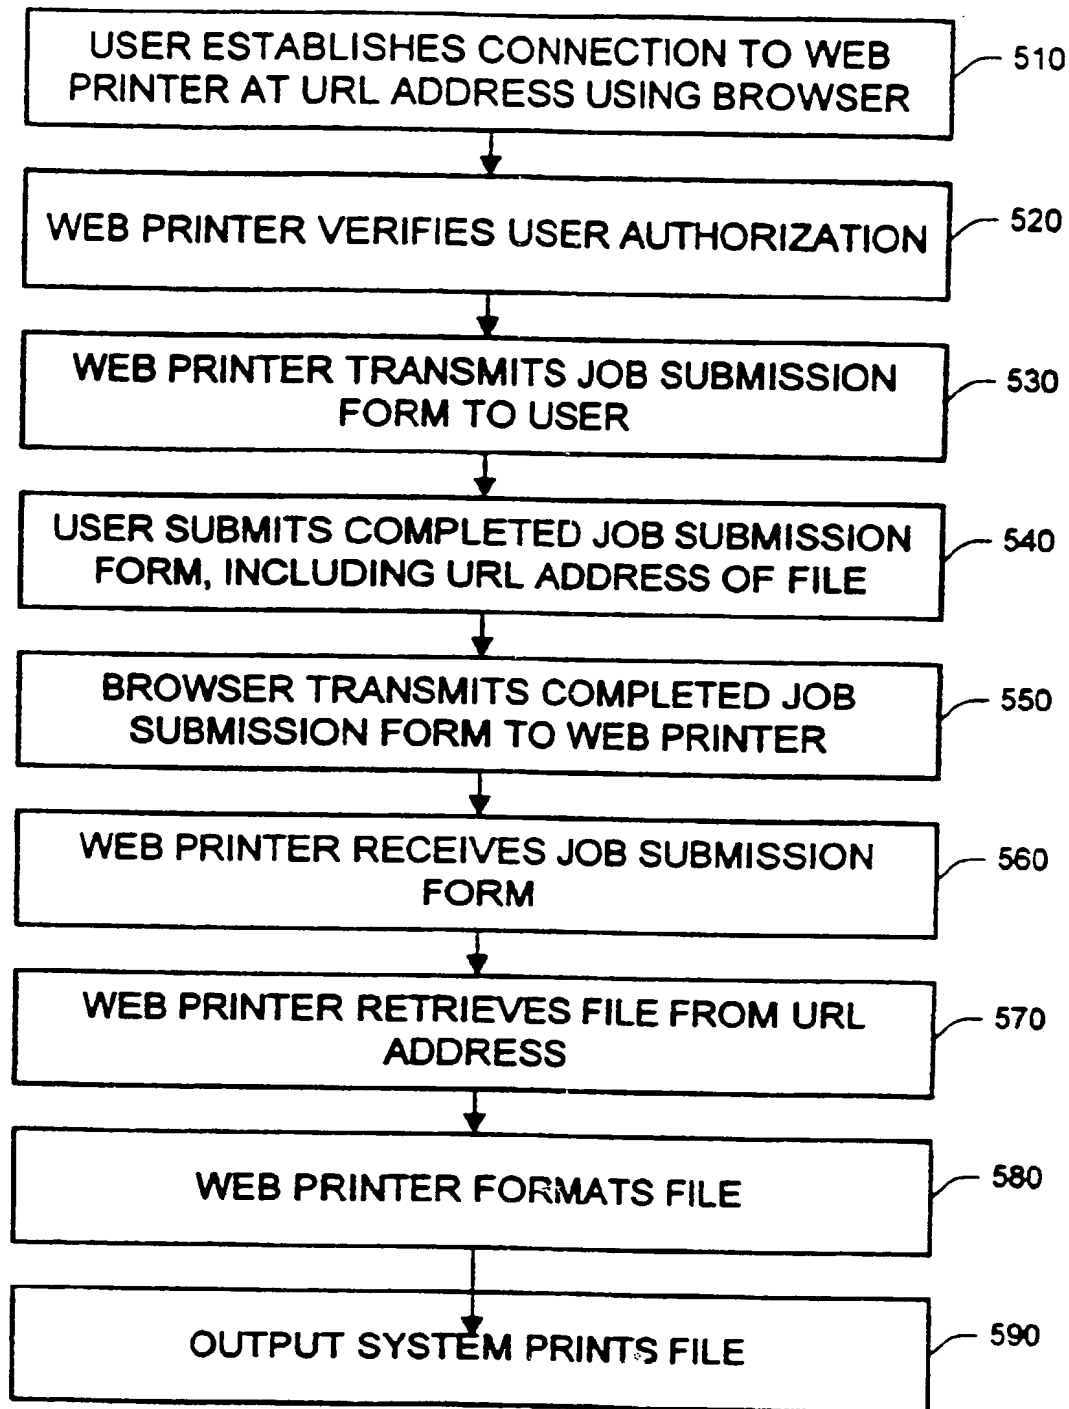 USER ESTABLISHES CONNECTION TO WEB
PRINTER AT URL ADDRESS USING BROWSER
510
WEB PRINTER VERIFIES USER AUTHORIZATION
520
WEB PRINTER TRANSMITS JOB SUBMISSION
FORM TO USER
530
USER SUBMITS COMPLETED JOB SUBMISSION
FORM, INCLUDING URL ADDRESS OF FILE
540
BROWSER TRANSMITS COMPLETED JOB
SUBMISSION FORM TO WEB PRINTER
550
WEB PRINTER RECEIVES JOB SUBMISSION
FORM
560
WEB PRINTER RETRIEVES FILE FROM URL
ADDRESS
570
WEB PRINTER FORMATS FILE
580
OUTPUT SYSTEM PRINTS FILE
590